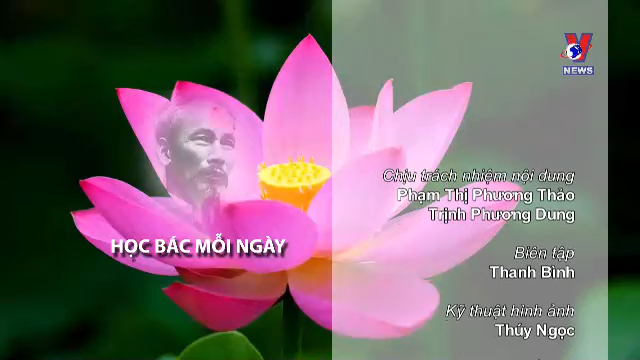 V
NEWS
Chịu trách nhiệm nội dung
Phạm Thị Phương Thảo
Trịnh Phương Dung
HỌC BÁC MỖI NGÀY
Biên tập
Thanh Bình
Kỹ thuật hình ảnh
Thúy Ngọc